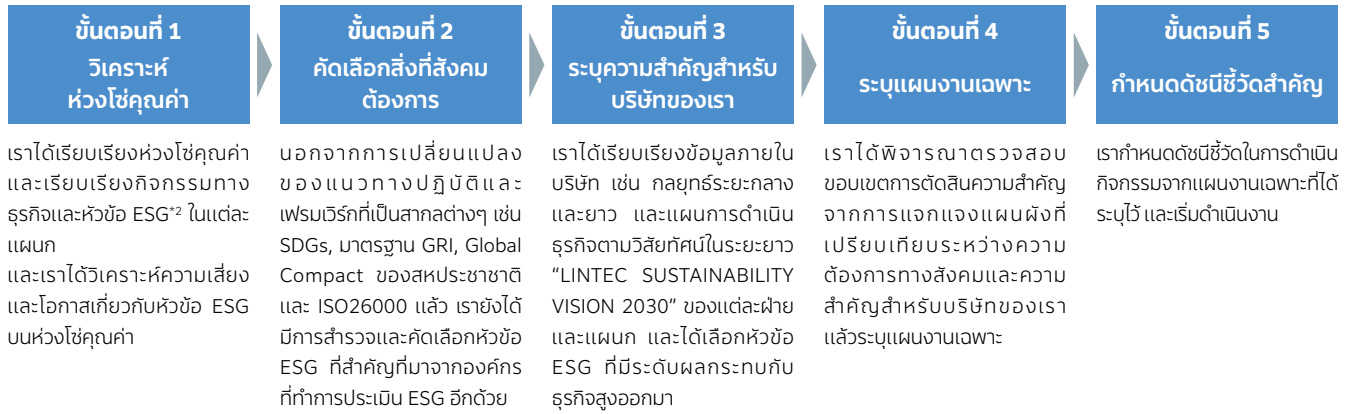 ขั้นตอนที่ 1
วิเคราะห์
ห่วงโซ่คุณค่า
เราได้เรียบเรียงห่วงโซ่คุณค่า
และเรียบเรียงกิจกรรมทาง
ธุรกิจและหัวข้อ ESG*2 ในแต่ละ
แผนก
และเราได้วิเคราะห์ความเสี่ยง
และโอกาสเกี่ยวกับหัวข้อ ESG
บนห่วงโซ่คุณค่า
ขั้นตอนที่ 2
คัดเลือกสิ่งที่สังคม
ต้องการ
นอกจากการเปลี่ยนแปลง
ของแนวทางปฏิบัติและ
เฟรมเวิร์กที่เป็นสากลต่างๆ เช่น
SDGs, มาตรฐาน GRI, Global
Compact ของสหประชาชาติ
และ ISO26000 แล้ว เรายังได้
มีการสำรวจและคัดเลือกหัวข้อ
ESG ที่สำคัญที่มาจากองค์กร
ที่ทำการประเมิน ESG อีกด้วย
ขั้นตอนที่ 3
ระบุความสำคัญสำหรับ
บริษัทของเรา
เราได้เรียบเรียงข้อมูลภายใน
บริษัท เช่น กลยุทธ์ระยะกลาง
และยาว และแผนการดำเนิน
ธุรกิจตามวิสัยทัศน์ในระยะยาว
“LINTEC SUSTAINABILITY
VISION 2030” ของแต่ละฝ่าย
และแผนก และได้เลือกหัวข้อ
ESG ที่มีระดับผลกระทบกับ
ธุรกิจสูงออกมา
ขั้นตอนที่ 4
ระบุแผนงานเฉพาะ
เราได้พิจารณาตรวจสอบ
ขอบเขตการตัดสินความสำคัญ
จากการแจกแจงแผนผังที่
เปรียบเทียบระหว่างความ
ต้องการทางสังคมและความ
สำคัญสำหรับบริษัทของเรา
แล้วระบุแผนงานเฉพาะ
ขั้นตอนที่ 5
กำหนดดัชนีชี้วัดสำคัญ
เรากำหนดดัชนีชี้วัดในการดำเนิน
กิจกรรมจากแผนงานเฉพาะที่ได้
ระบุไว้ และเริ่มดำเนินงาน